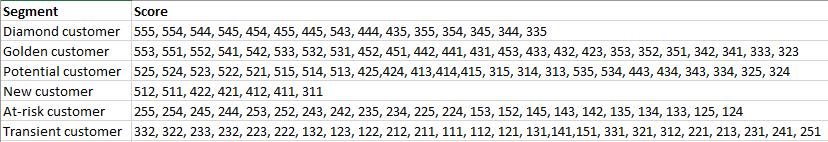 Segment Score
Diamond customer 555, 554, 544, 545, 454, 455, 445, 543, 444, 435, 355, 354, 345, 344, 335
Golden customer 553, 551, 552, 541, 542, 533, 532, 531, 452, 451, 442, 441, 431, 453, 433, 432, 423, 353, 352, 351, 342, 341, 333, 323
Potential customer 525, 524, 523, 522, 521, 515, 514, 513, 425,424, 413,414,415, 315, 314, 313, 535, 534, 443, 434, 343, 334, 325, 324
New customer 512, 511, 422, 421, 412, 411, 311
At-risk customer 255, 254, 245, 244, 253, 252, 243, 242, 235, 234, 225, 224, 153, 152, 145, 143, 142, 135, 134, 133, 125, 124
Transient customer 332, 322, 233, 232, 223, 222, 132, 123, 122, 212, 211, 111, 112, 121, 131,141,151, 331, 321, 312, 221, 213, 231, 241, 251